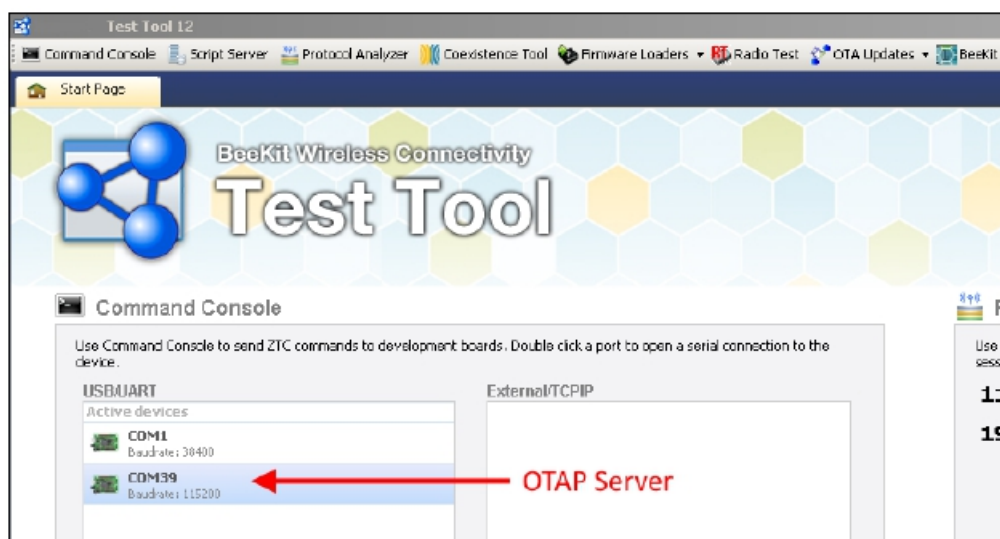 Test Tool 12
Command Console Script Server Protocol Analyzer Coexistence Tool Firmware Loaders Radio Test OTA Updates BeeKit
Start Page
BeeKit Wireless Connectivity
Test Tool
Command Console
Use Command Console to send ZTC commands to development boards. Double click a port to open a serial connection to the
device.
Use
sess
USB/UART
External/TCPIP
Active devices
COM1
Baudrate: 38400
COM39
Baudrate: 115200
OTAP Server